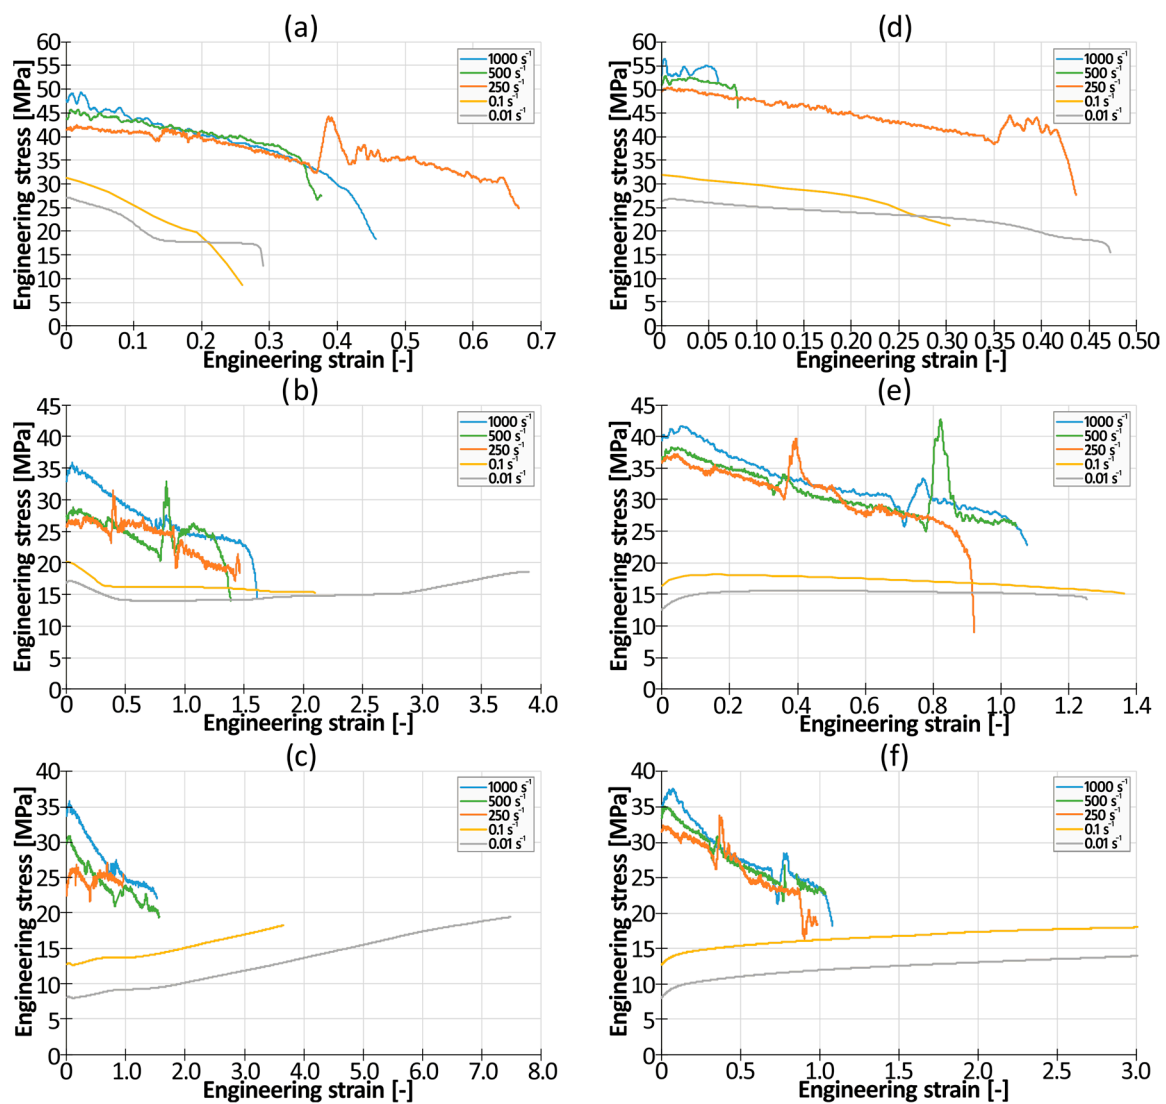 (a)
Engineering stress [MPa]
60
55
50
45
40
35
30
25
20
15
10
5
0
1000 s⁻¹
500 s⁻¹
250 s⁻¹
0.1 s⁻¹
0.01 s⁻¹
0 0.1 0.2 0.3 0.4 0.5 0.6 0.7
Engineering strain [-]
(d)
Engineering stress [MPa]
60
55
50
45
40
35
30
25
20
15
10
5
0
1000 s⁻¹
500 s⁻¹
250 s⁻¹
0.1 s⁻¹
0.01 s⁻¹
0 0.05 0.10 0.15 0.20 0.25 0.30 0.35 0.40 0.45 0.50
Engineering strain [-]
(b)
Engineering stress [MPa]
45
40
35
30
25
20
15
10
5
0
1000 s⁻¹
500 s⁻¹
250 s⁻¹
0.1 s⁻¹
0.01 s⁻¹
0 0.5 1.0 1.5 2.0 2.5 3.0 3.5 4.0
Engineering strain [-]
(e)
Engineering stress [MPa]
45
40
35
30
25
20
15
10
5
0
1000 s⁻¹
500 s⁻¹
250 s⁻¹
0.1 s⁻¹
0.01 s⁻¹
0 0.2 0.4 0.6 0.8 1.0 1.2 1.4
Engineering strain [-]
(c)
Engineering stress [MPa]
40
35
30
25
20
15
10
5
0
1000 s⁻¹
500 s⁻¹
250 s⁻¹
0.1 s⁻¹
0.01 s⁻¹
0 1.0 2.0 3.0 4.0 5.0 6.0 7.0 8.0
Engineering strain [-]
(f)
Engineering stress [MPa]
40
35
30
25
20
15
10
5
0
1000 s⁻¹
500 s⁻¹
250 s⁻¹
0.1 s⁻¹
0.01 s⁻¹
0 0.5 1.0 1.5 2.0 2.5 3.0
Engineering strain [-]